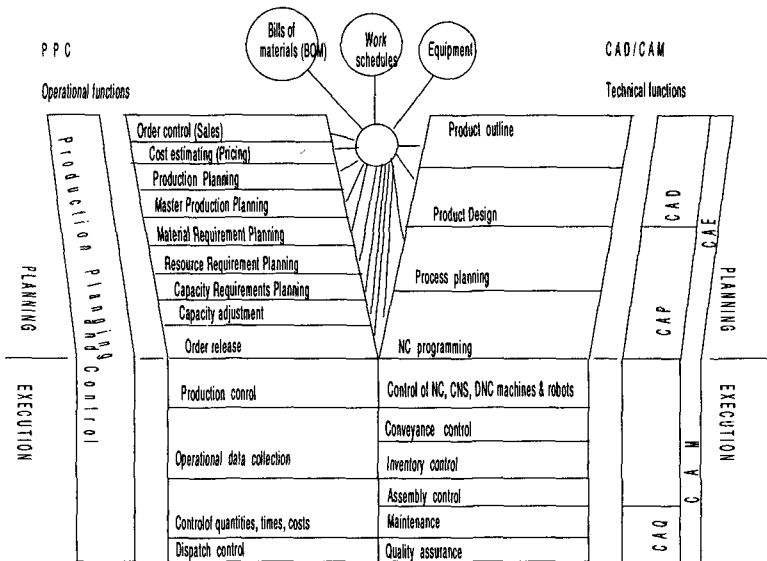 Bills of
materials (BOM)
Work
schedules
Equipment
PPC
CAD/CAM
Operational functions
Technical functions
Production Planging
and Control
Order control (Sales)
Cost estimating (Pricing)
Production Planning
Master Production Planning
Material Requirement Planning
Resource Requirement Planning
Capacity Requirements Planning
Capacity adjustment
Order release
Product outline
Product Design
Process planning
NC programming
CAD
CAE
CAP
PLANNING
PLANNING
EXECUTION
EXECUTION
Production conrol
Operational data collection
Controlof quantities, times, costs
Dispatch control
Control of NC, CNS, DNC machines & robots
Conveyance control
Inventory control
Assembly control
Maintenance
Quality assurance
CAM
CAQ